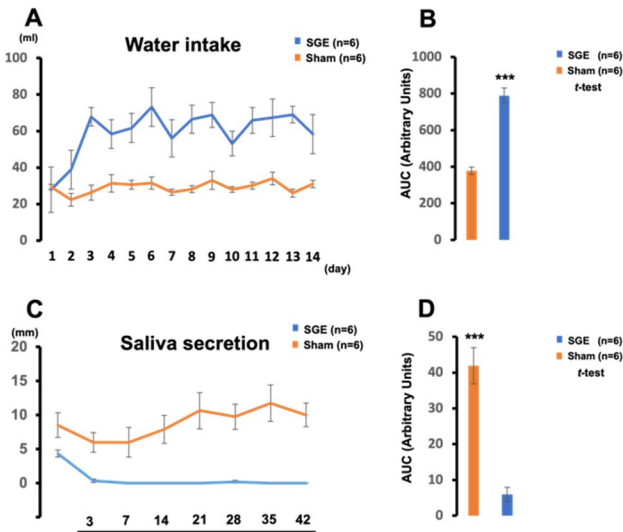 A
(ml)
Water intake
SGE (n=6)
Sham (n=6)
100
80
60
40
20
0
1 2 3 4 5 6 7 8 9 10 11 12 13 14
(day)
B
SGE (n=6)
Sham (n=6)
t-test
AUC (Arbitrary Units)
1000
800
600
400
200
0
***
C
(mm)
Saliva secretion
SGE (n=6)
Sham (n=6)
20
15
10
5
0
3 7 14 21 28 35 42
D
SGE (n=6)
Sham (n=6)
t-test
AUC (Arbitrary Units)
50
40
30
20
10
0
***